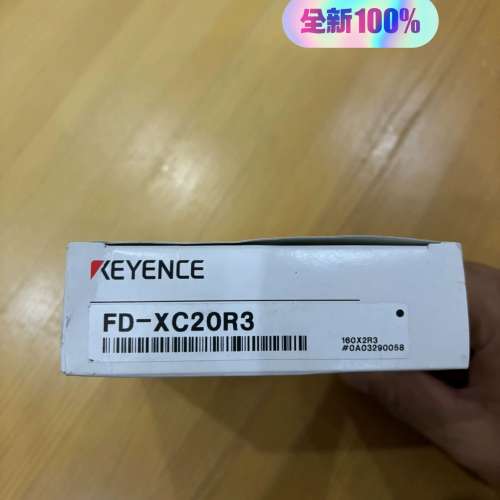 全新100%
KEYENCE
FD-XC20R3
160X2R3
#0A03290058